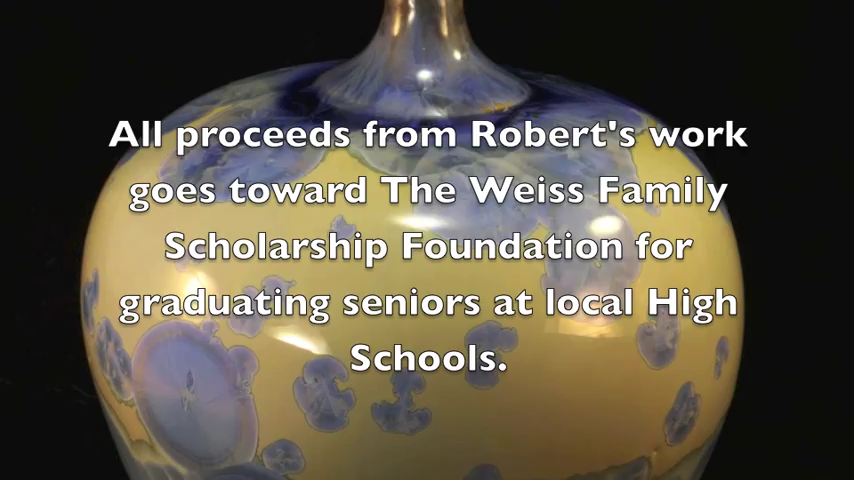 All proceeds from Robert's work
goes toward The Weiss Family
Scholarship Foundation for
graduating seniors at local High
Schools.